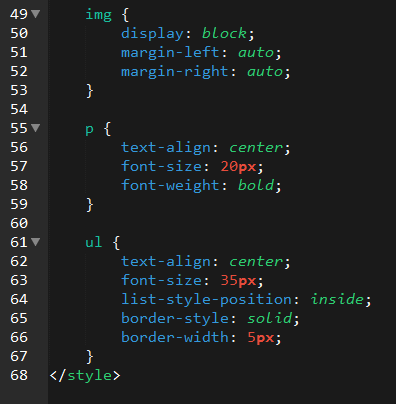 49 img {
50 display: block;
51 margin-left: auto;
52 margin-right: auto;
53 }
54
55 p {
56 text-align: center;
57 font-size: 20px;
58 font-weight: bold;
59 }
60
61 ul {
62 text-align: center;
63 font-size: 35px;
64 list-style-position: inside;
65 border-style: solid;
66 border-width: 5px;
67 }
68 </style>